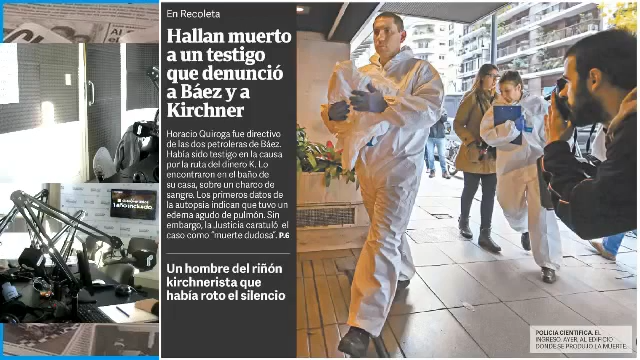 En Recoleta
Hallan muerto
a un testigo
que denunció
a Báez y a
Kirchner
Horacio Quiroga fue directivo
de las dos petroleras de Báez.
Había sido testigo en la causa
por la ruta del dinero K. Lo
encontraron en el baño de
su casa, sobre un charco de
sangre. Los primeros datos de
la autopsia indican que tuvo un
edema agudo de pulmón. Sin
embargo, la Justicia caratuló el
caso como "muerte dudosa". P.6
Un hombre del riñón
kirchnerista que
había roto el silencio
POLICIA CIENTIFICA. EL
INGRESO, AYER, AL EDIFICIO
DONDE SE PRODUJO LA MUERTE.